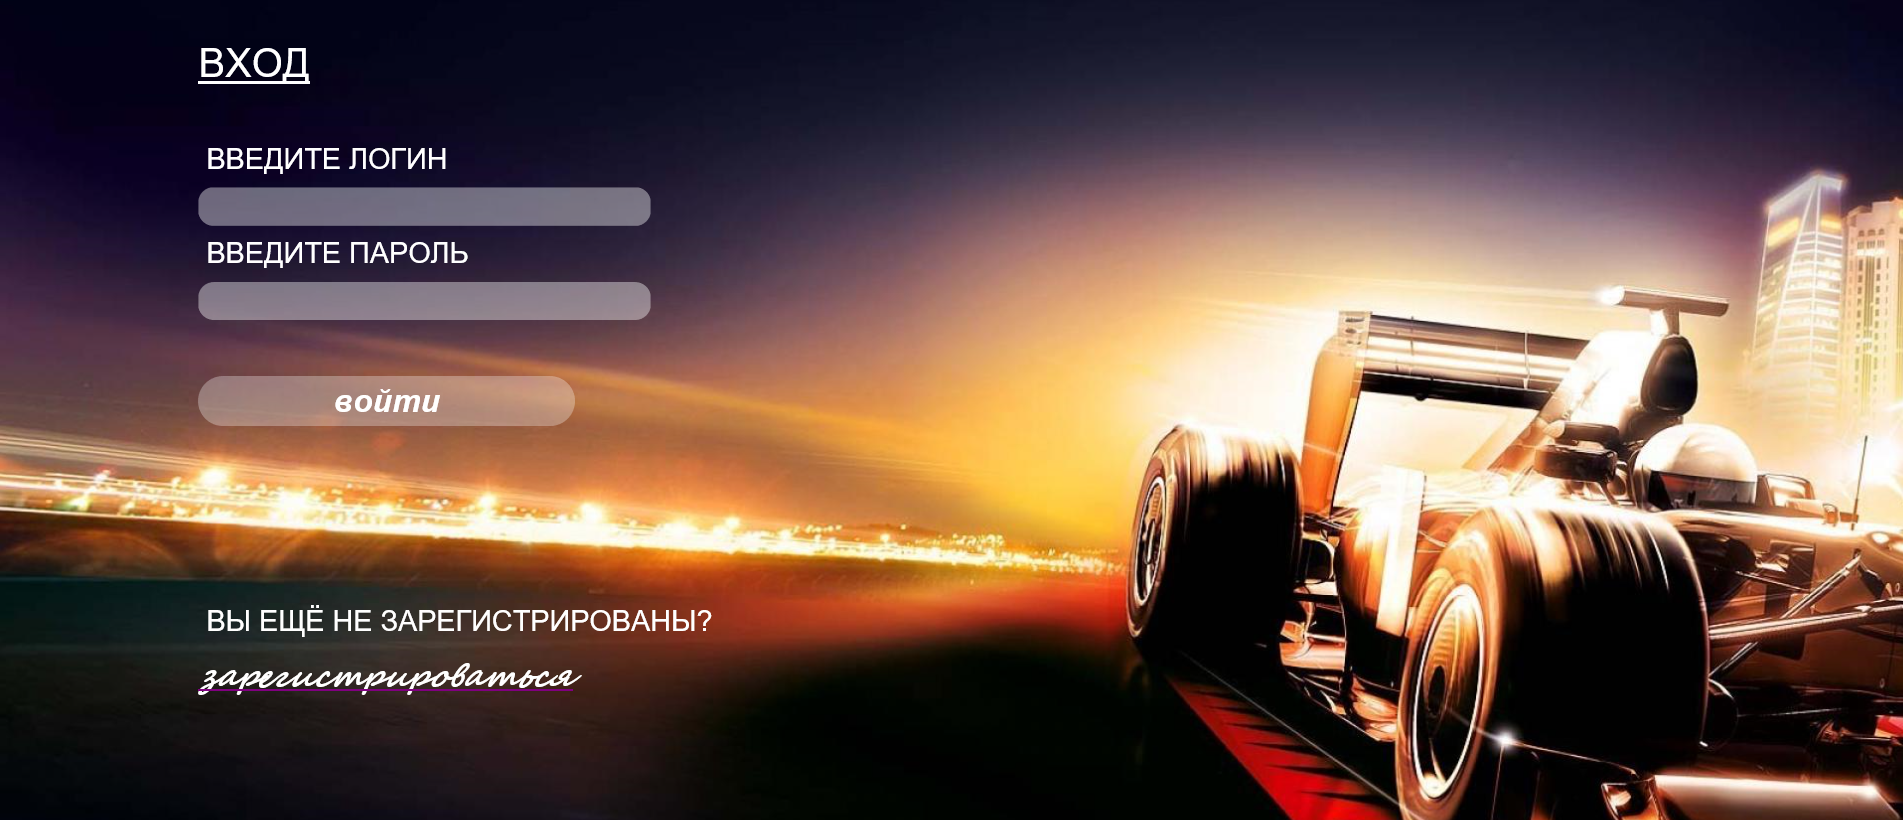 ВХОД
ВВЕДИТЕ ЛОГИН
ВВЕДИТЕ ПАРОЛЬ
войти
ВЫ ЕЩЁ НЕ ЗАРЕГИСТРИРОВАНЫ?
зарегистрироваться